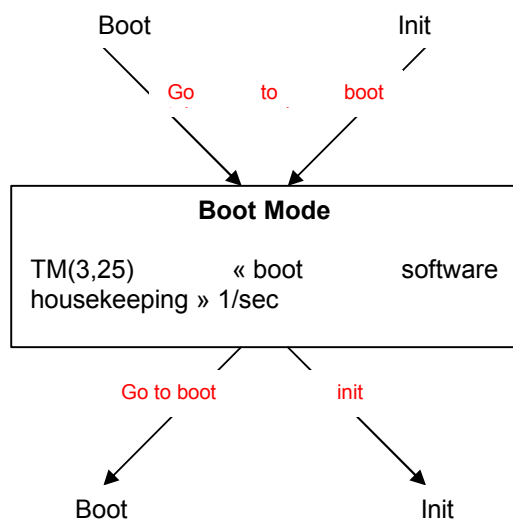 Boot Init
Go to boot
Boot Mode
TM(3,25) « boot software
housekeeping » 1/sec
Go to boot init
Boot Init